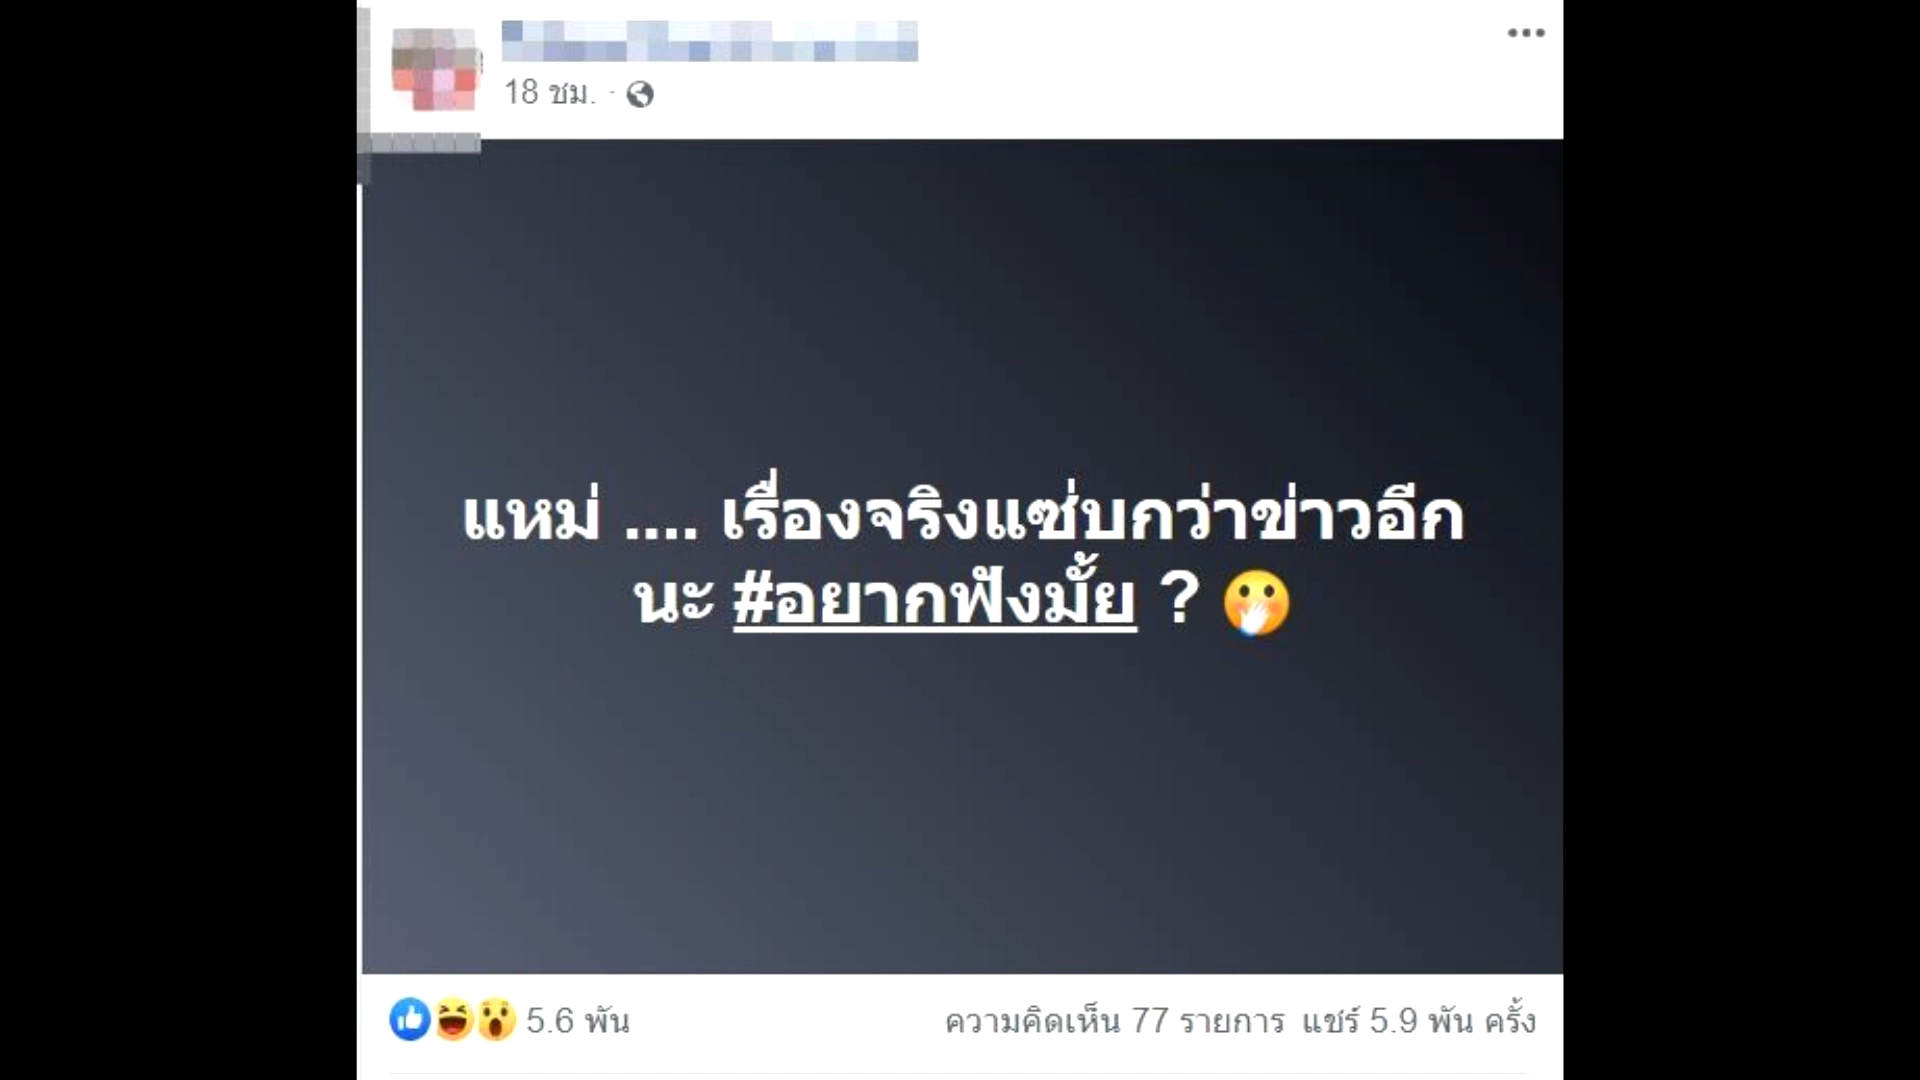 18 ชม. ·
แหม่ .... เรื่องจริงแซ่บกว่าข่าวอีก
นะ #อยากฟังมั้ย ? 🫢
5.6 พัน ความคิดเห็น 77 รายการ แชร์ 5.9 พัน ครั้ง